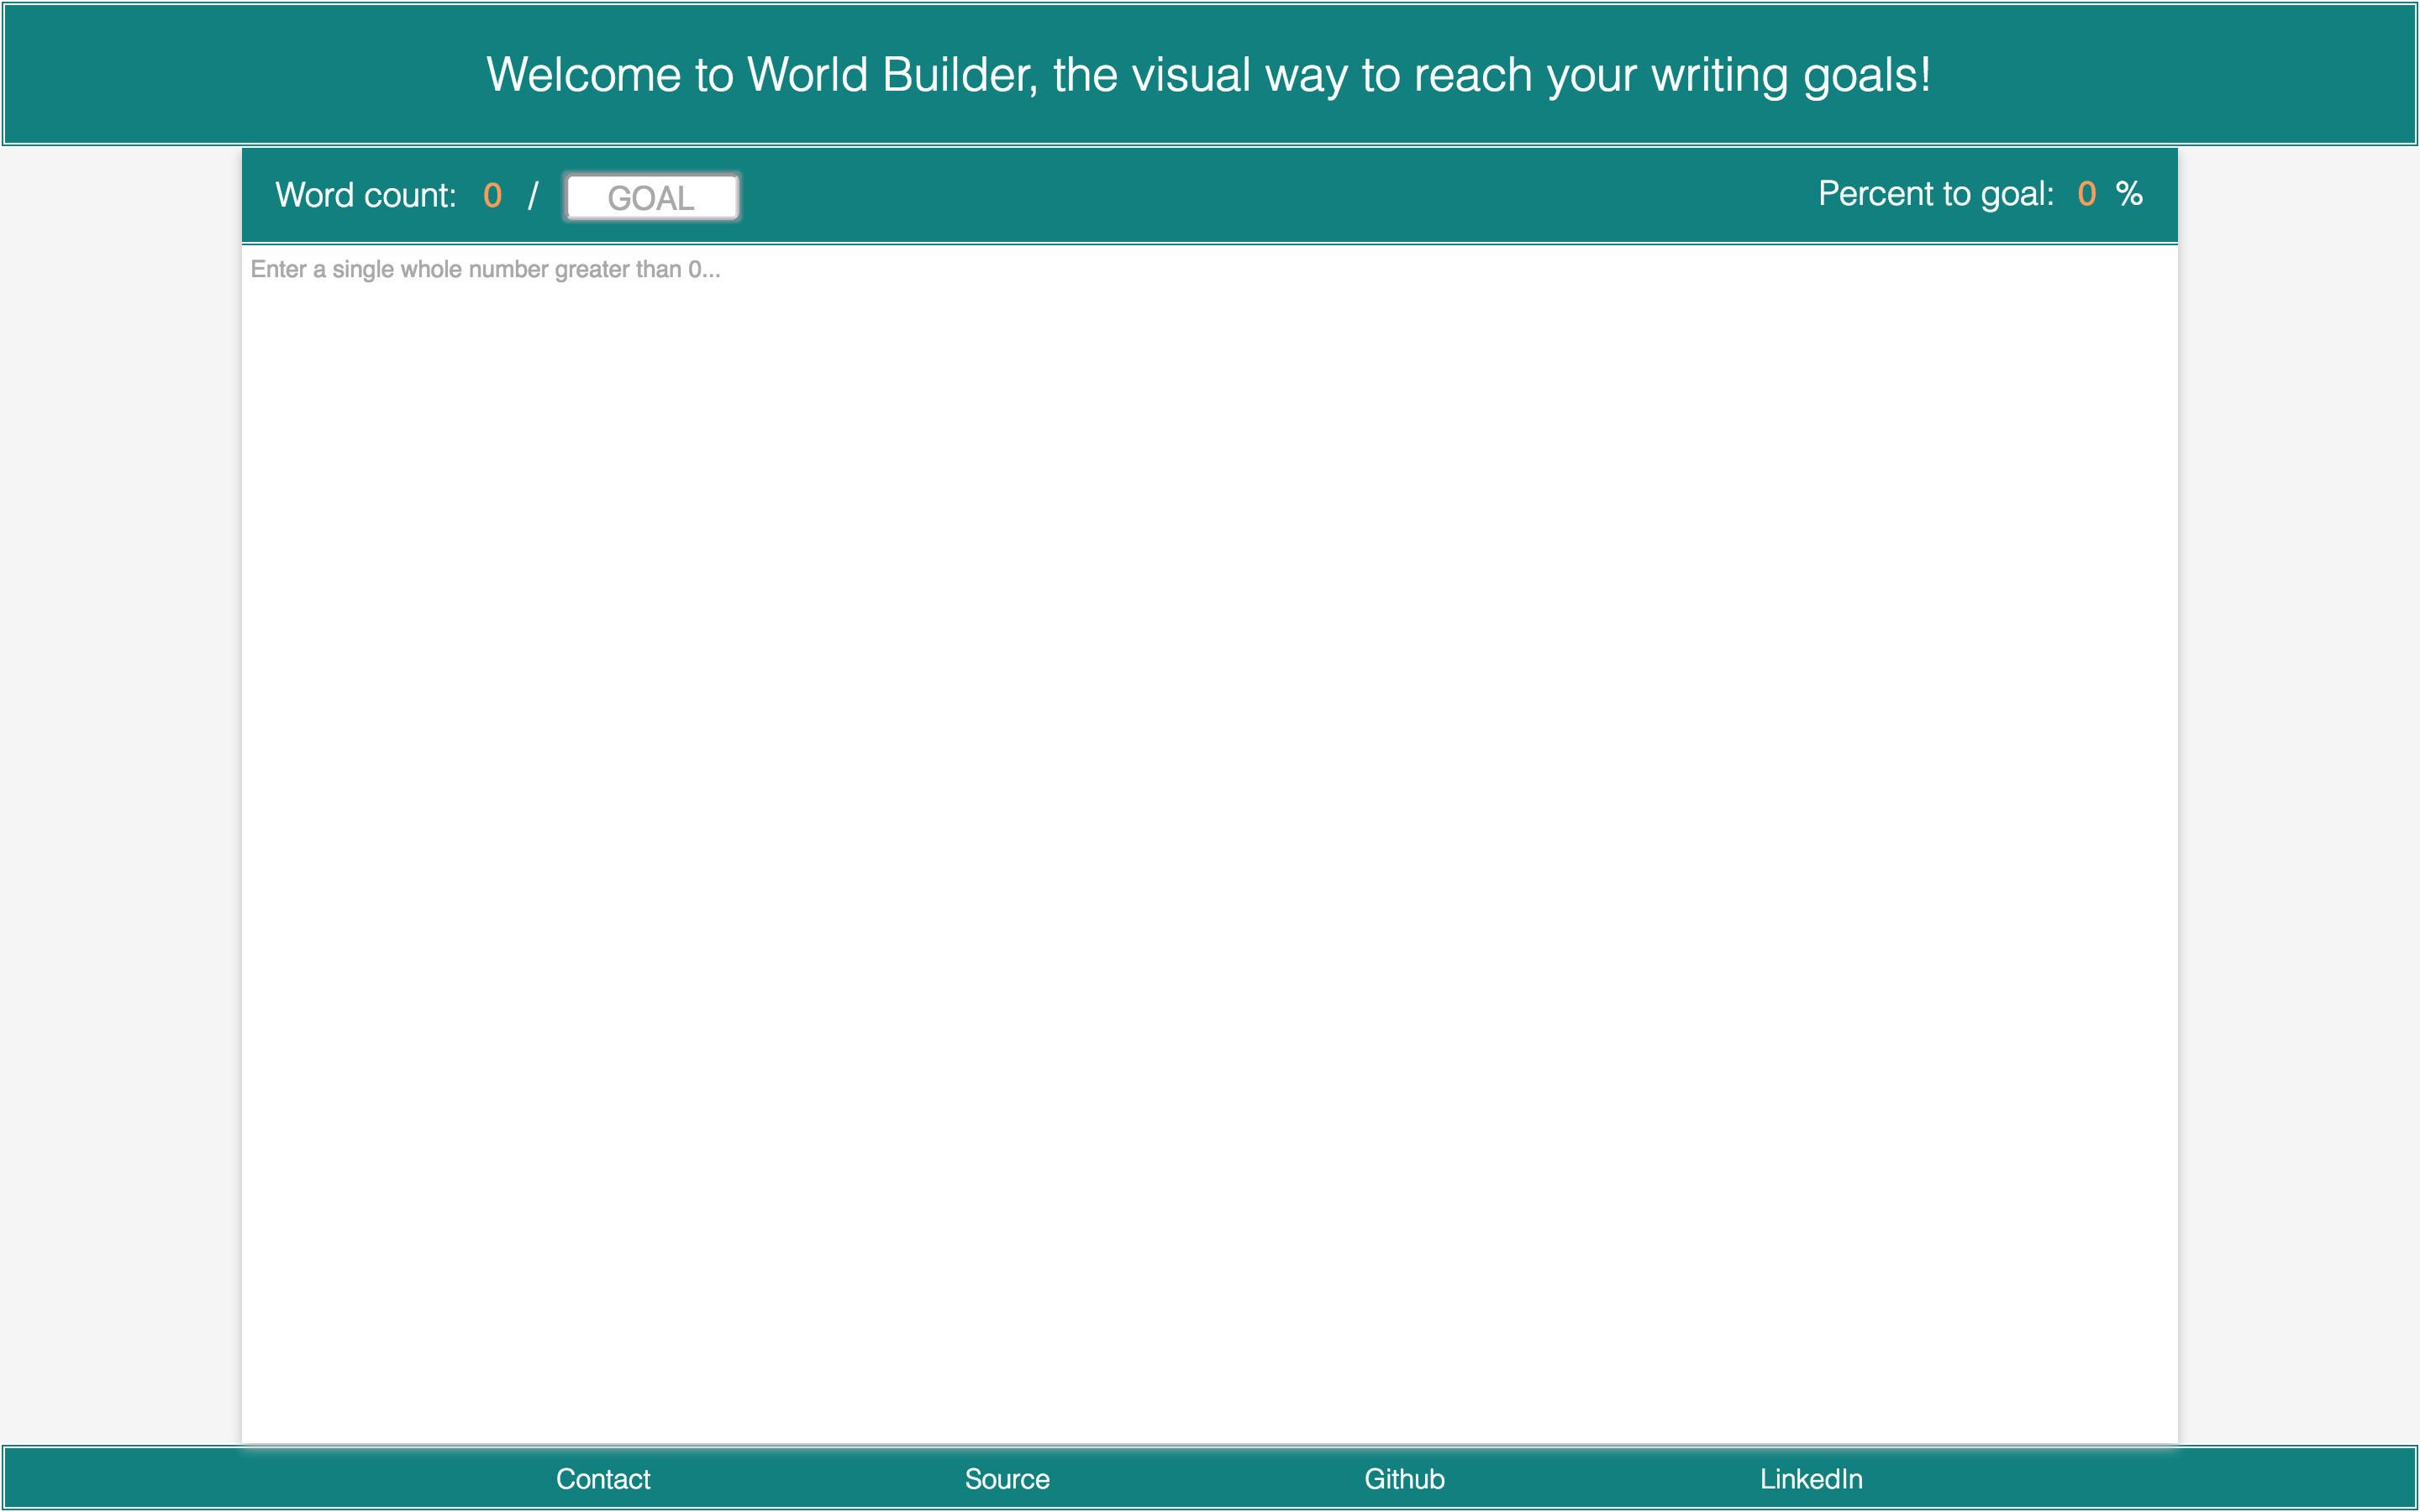 Welcome to World Builder, the visual way to reach your writing goals!
Word count: 0 / GOAL Percent to goal: 0 %
Enter a single whole number greater than 0...
Contact Source Github LinkedIn